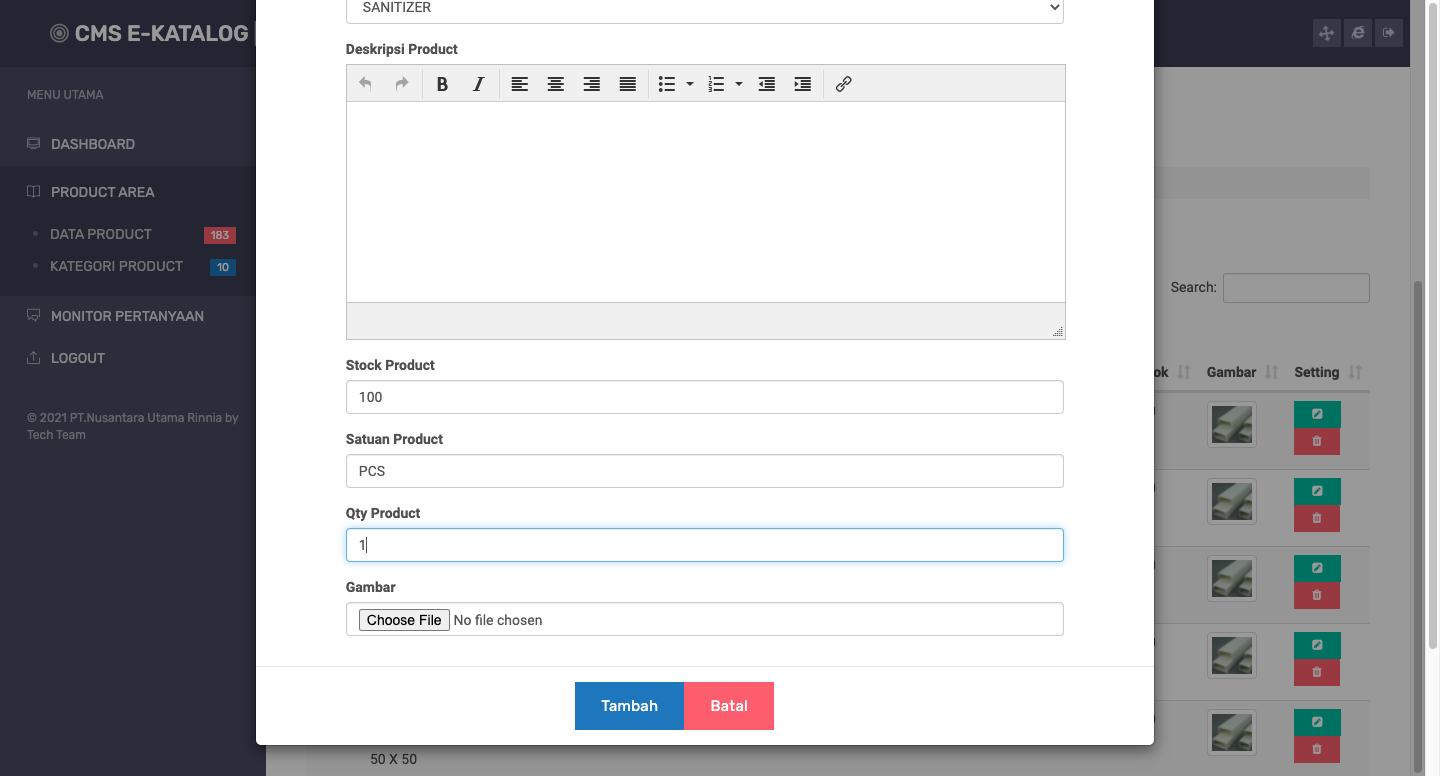 CMS E-KATALOG
MENU UTAMA
DASHBOARD
PRODUCT AREA
DATA PRODUCT 183
KATEGORI PRODUCT 10
MONITOR PERTANYAAN
LOGOUT
© 2021 PT.Nusantara Utama Rinnia by
Tech Team
SANITIZER
Deskripsi Product
B I
Stock Product
100
Satuan Product
PCS
Qty Product
1
Gambar
Choose File No file chosen
Tambah Batal
Search:
ok Gambar Setting
50 X 50